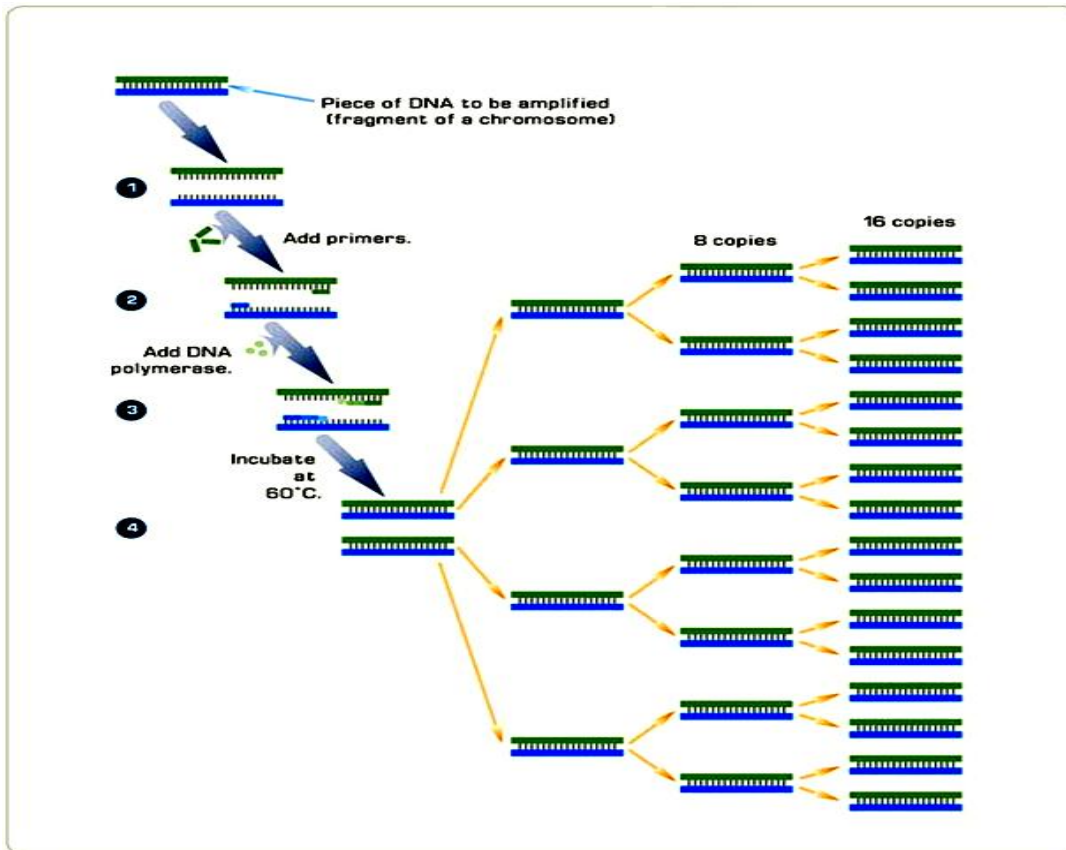 Piece of DNA to be amplified
(fragment of a chromosome)
1
Add primers.
2
Add DNA
polymerase.
3
Incubate
at
60°C.
4
8 copies
16 copies